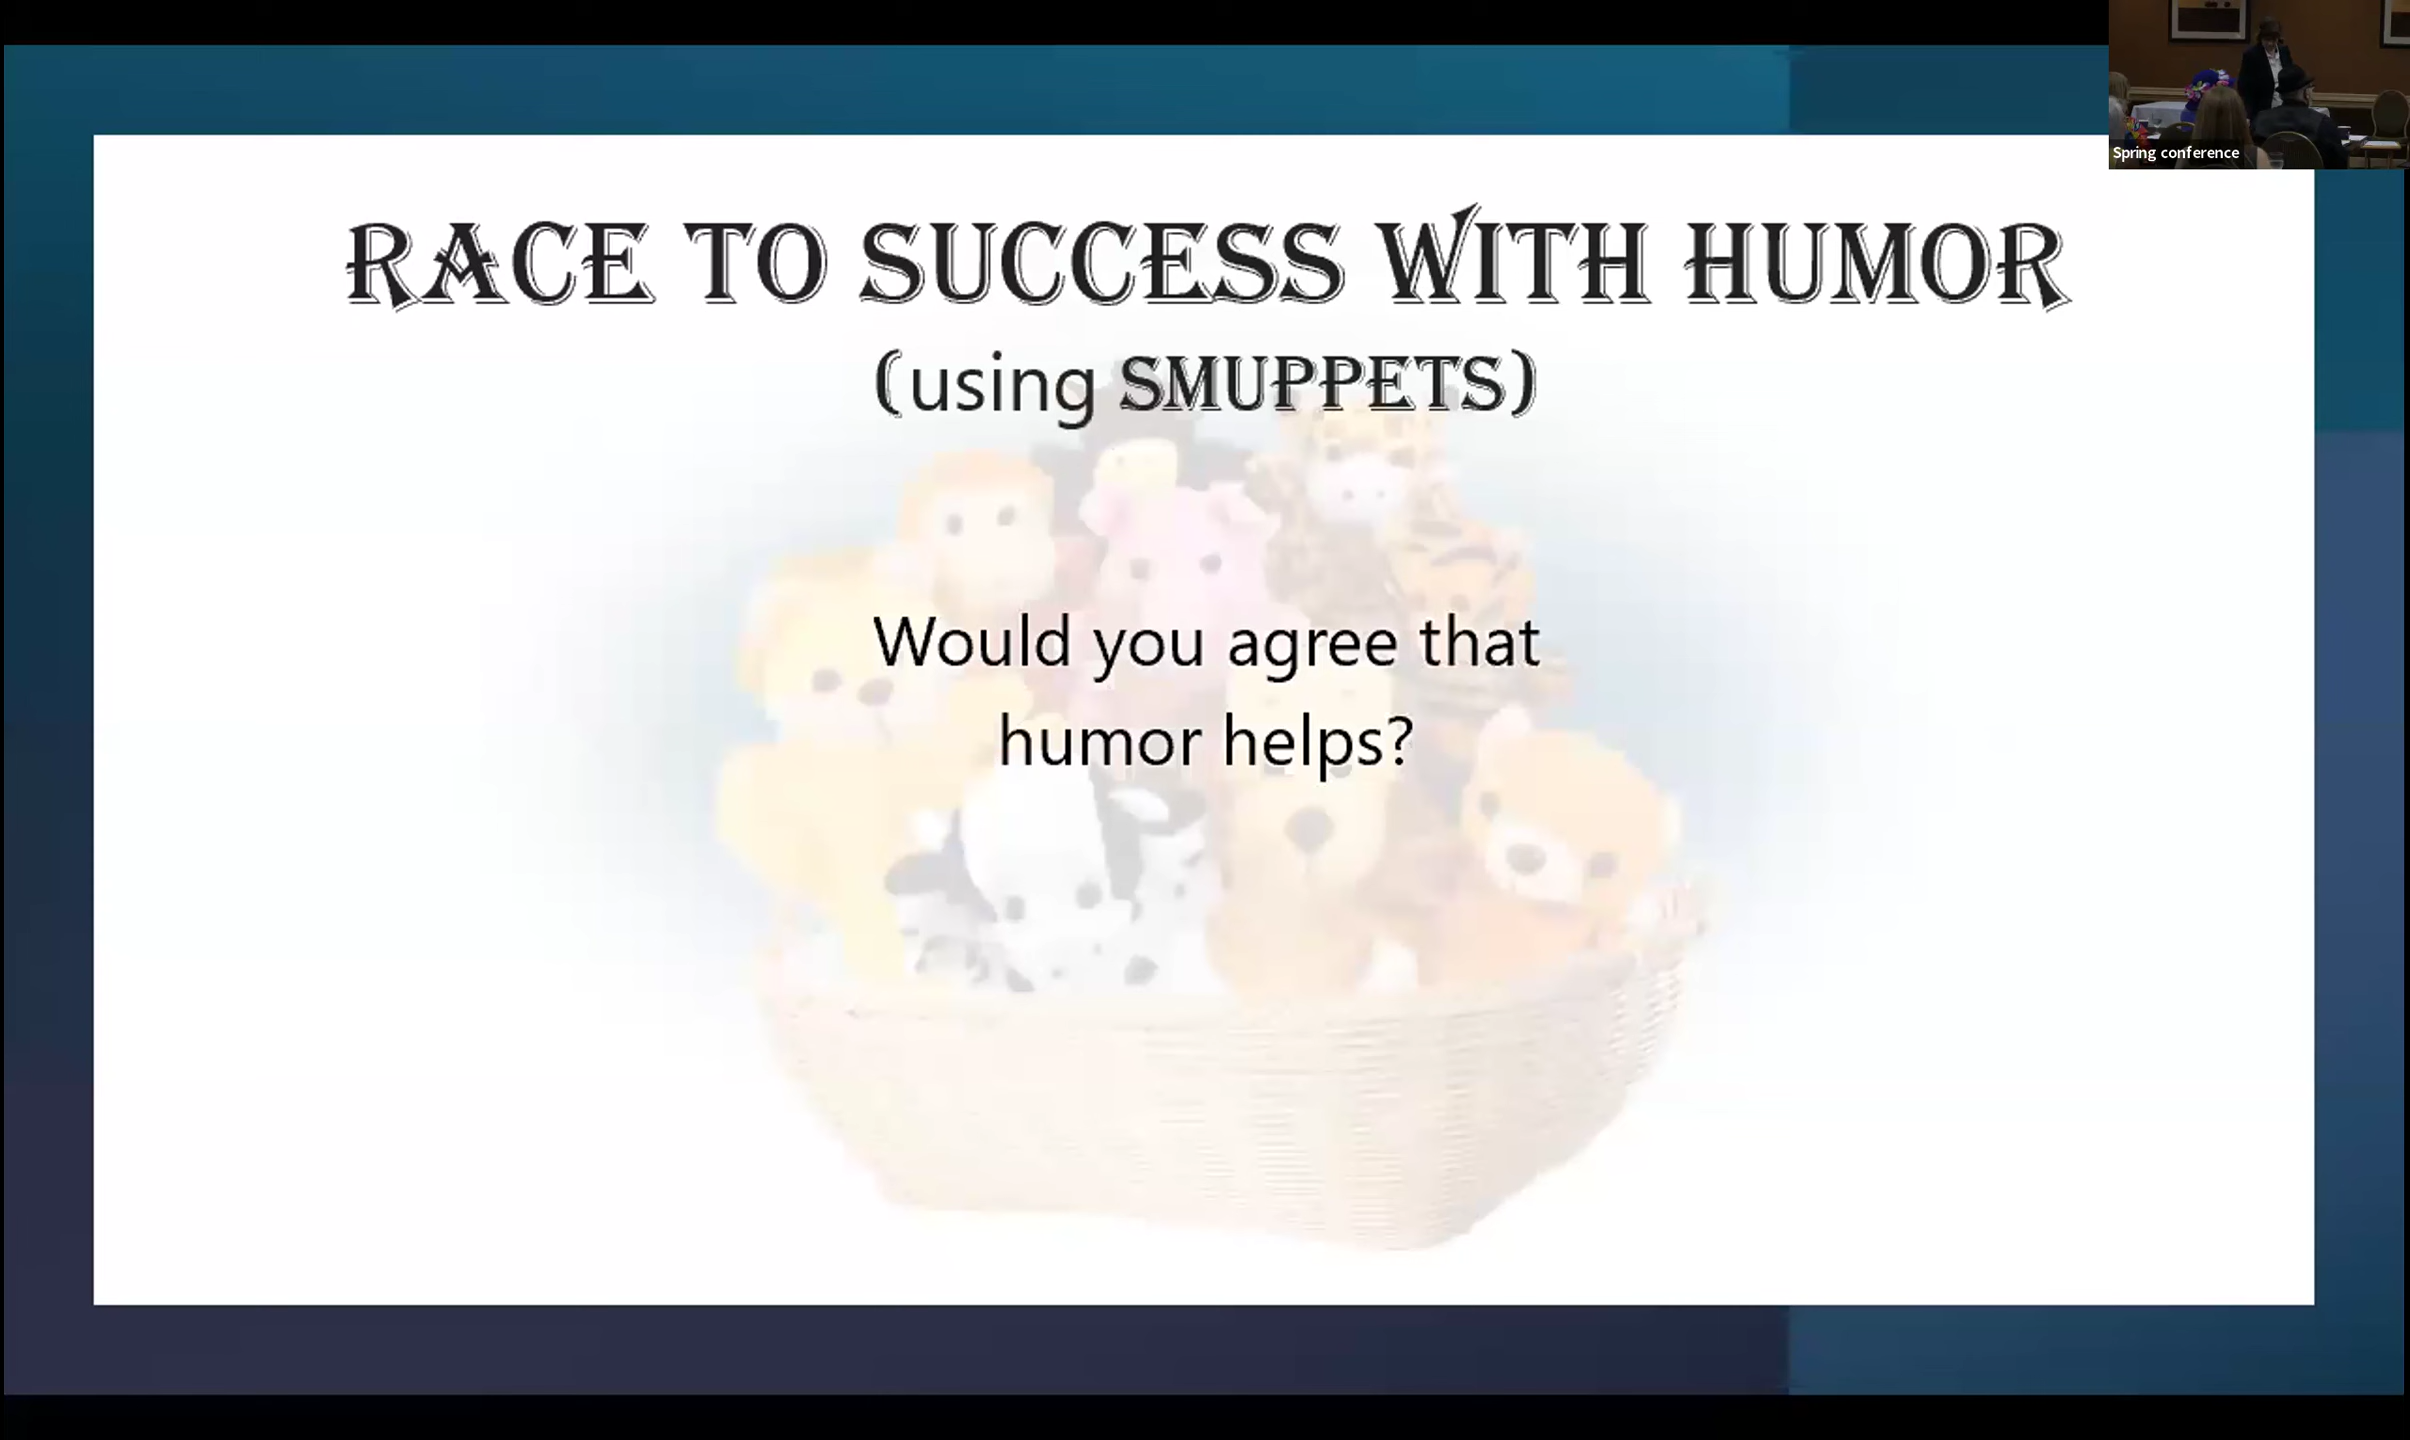 RACE TO SUCCESS WITH HUMOR
(using SMUPPETS)
Would you agree that
humor helps?
Spring conference